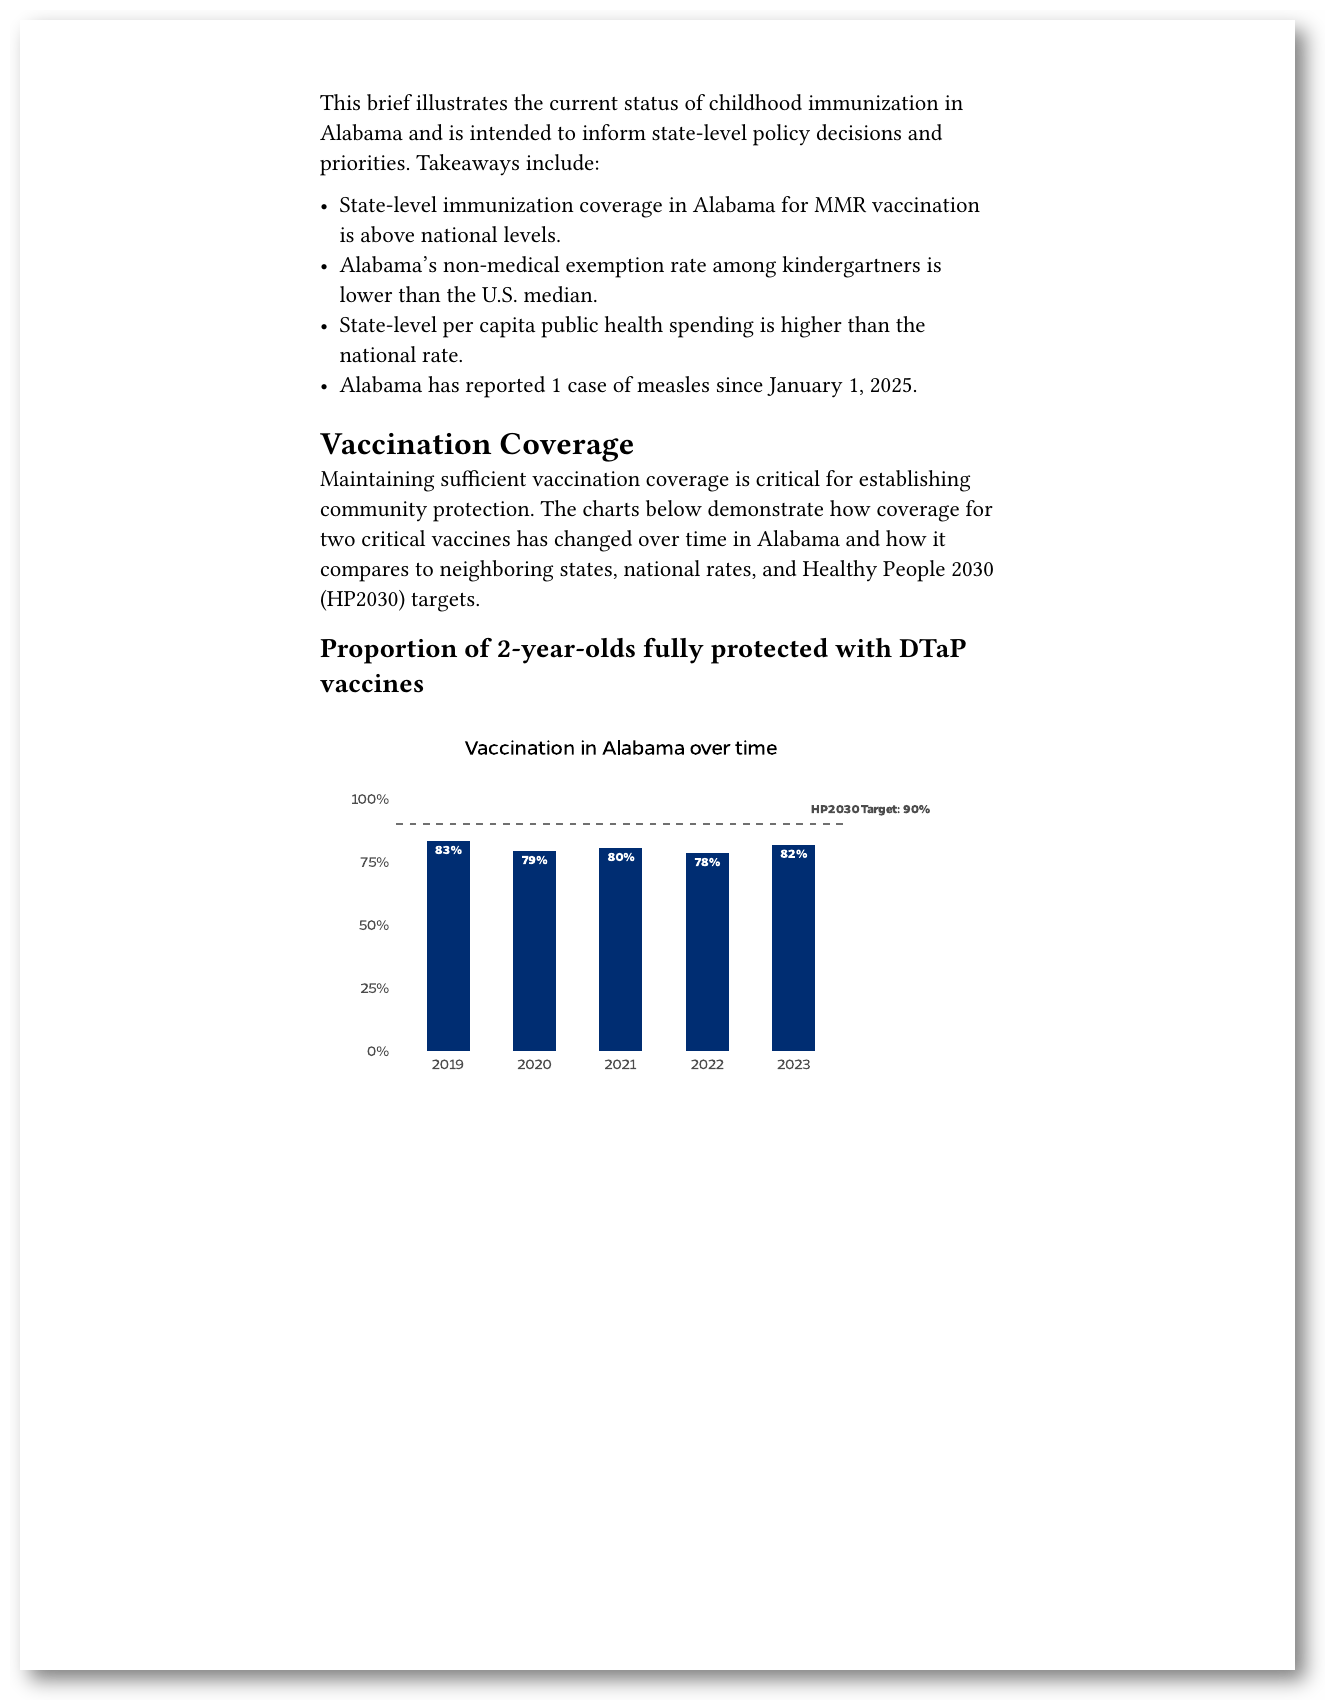 This brief illustrates the current status of childhood immunization in
Alabama and is intended to inform state-level policy decisions and
priorities. Takeaways include:
• State-level immunization coverage in Alabama for MMR vaccination
is above national levels.
• Alabama’s non-medical exemption rate among kindergartners is
lower than the U.S. median.
• State-level per capita public health spending is higher than the
national rate.
• Alabama has reported 1 case of measles since January 1, 2025.
Vaccination Coverage
Maintaining sufficient vaccination coverage is critical for establishing
community protection. The charts below demonstrate how coverage for
two critical vaccines has changed over time in Alabama and how it
compares to neighboring states, national rates, and Healthy People 2030
(HP2030) targets.
Proportion of 2-year-olds fully protected with DTaP
vaccines
Vaccination in Alabama over time
100%
HP2030 Target: 90%
83%
79%
80%
78%
82%
75%
50%
25%
0%
2019 2020 2021 2022 2023